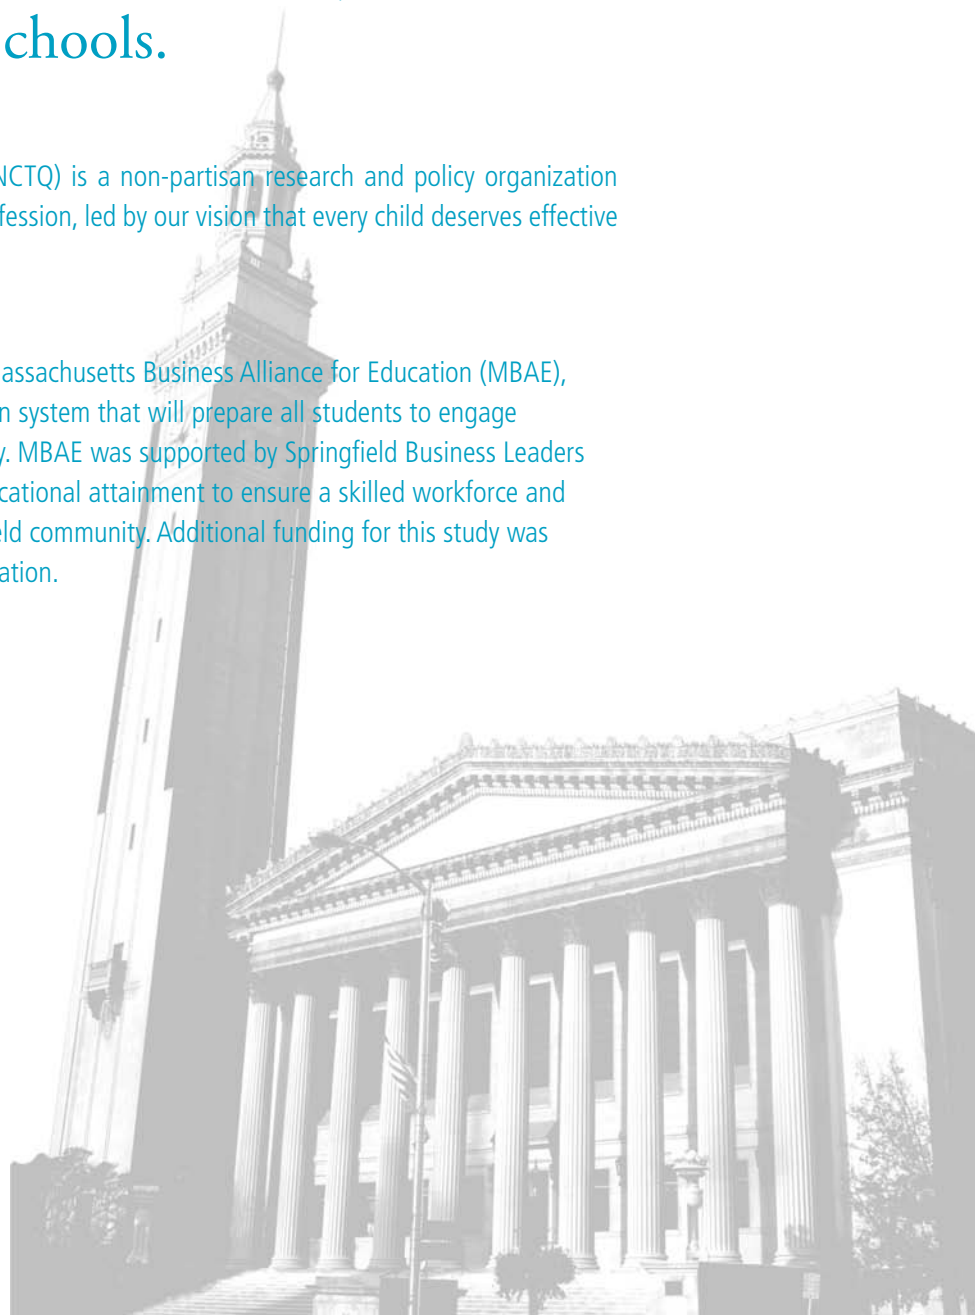 chools.
NCTQ) is a non-partisan research and policy organization
fession, led by our vision that every child deserves effective
assachusetts Business Alliance for Education (MBAE),
n system that will prepare all students to engage
y. MBAE was supported by Springfield Business Leaders
cational attainment to ensure a skilled workforce and
eld community. Additional funding for this study was
ation.